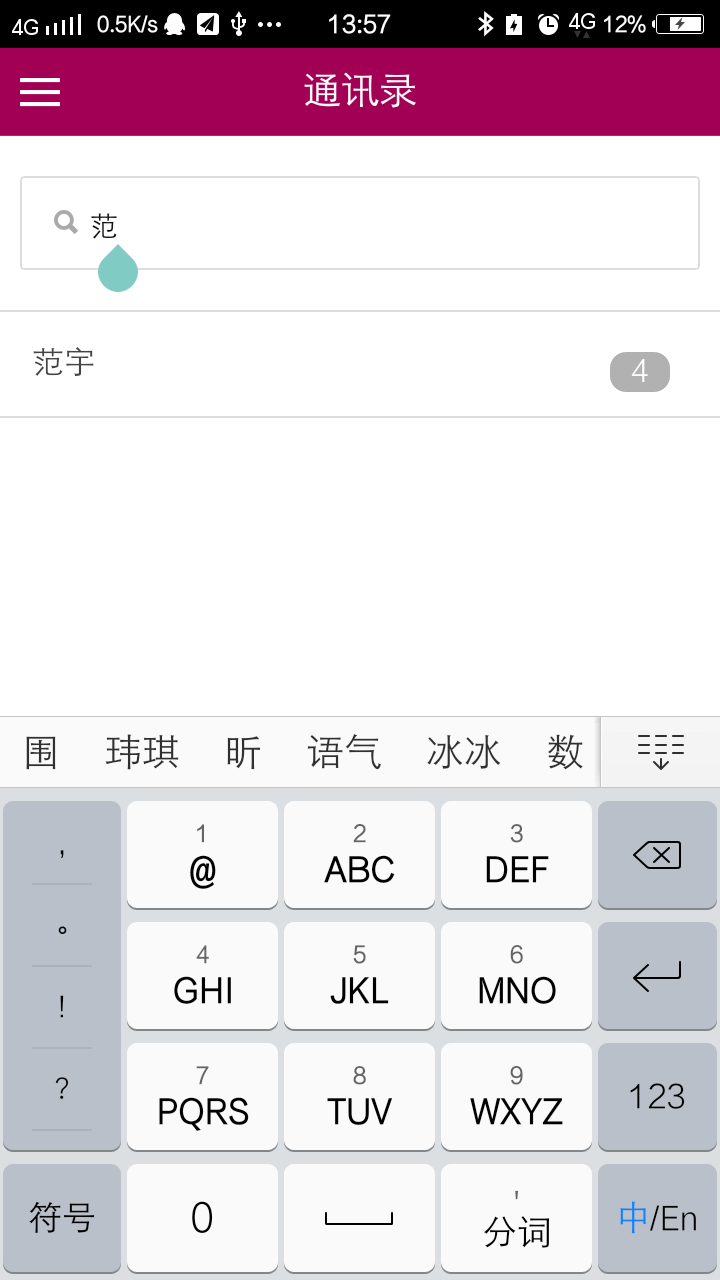 4G 0.5K/s 13:57 4G 12%
通讯录
范
范宇 4
围 玮琪 昕 语气 冰冰 数
, 1 2 3
@ ABC DEF
。 4 5 6
GHI JKL MNO
!
? 7 8 9
PQRS TUV WXYZ 123
符号 0 ' 分词 中/En